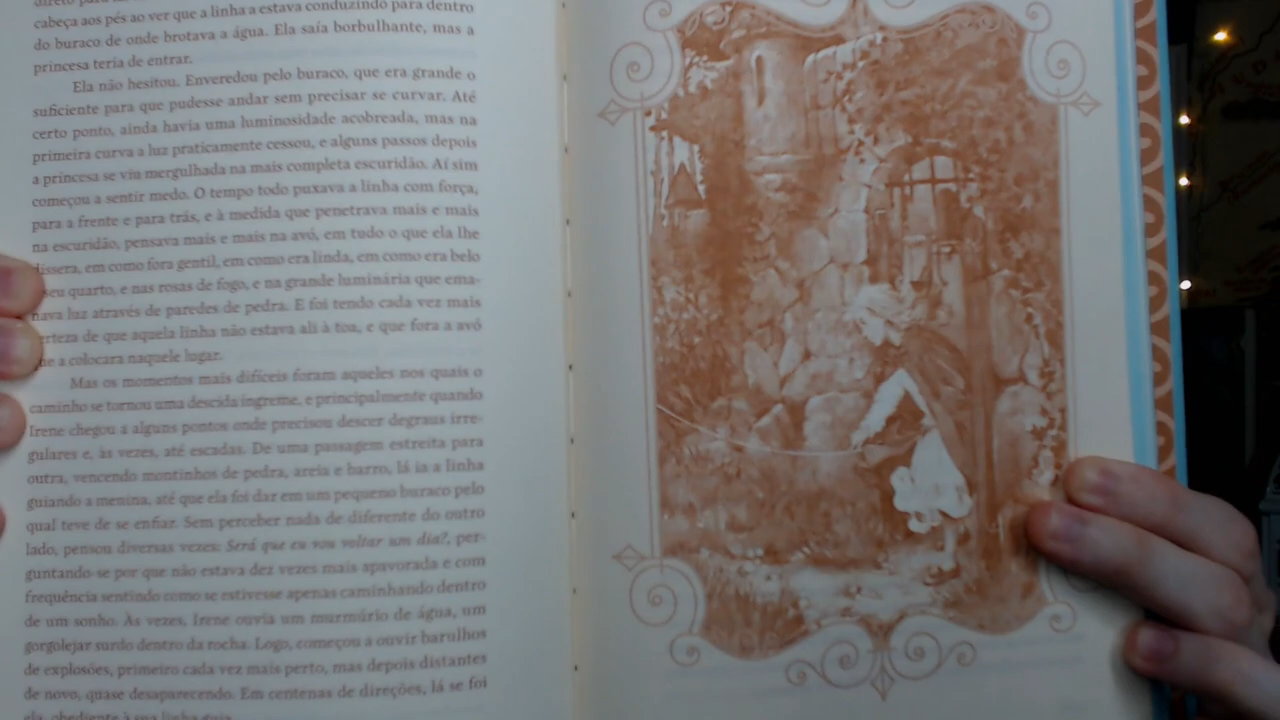 direto para
cabeça aos pés ao ver que a linha a estava conduzindo para dentro
do buraco de onde brotava a água. Ela saía borbulhante, mas a
princesa teria de entrar.
Ela não hesitou. Enveredou pelo buraco, que era grande o
suficiente para que pudesse andar sem precisar se curvar. Até
certo ponto, ainda havia uma luminosidade acobreada, mas na
primeira curva a luz praticamente cessou, e alguns passos depois
a princesa se viu mergulhada na mais completa escuridão. Aí sim
começou a sentir medo. O tempo todo puxava a linha com força,
para a frente e para trás, e à medida que penetrava mais e mais
na escuridão, pensava mais e mais na avó, em tudo o que ela lhe
dissera, em como fora gentil, em como era linda, em como era belo
seu quarto, e nas rosas de fogo, e na grande luminária que ema-
nava luz através de paredes de pedra. E foi tendo cada vez mais
certeza de que aquela linha não estava ali à toa, e que fora a avó
que a colocara naquele lugar.
Mas os momentos mais difíceis foram aqueles nos quais o
caminho se tornou uma descida íngreme, e principalmente quando
Irene chegou a alguns pontos onde precisou descer degraus irre-
gulares e, às vezes, até escadas. De uma passagem estreita para
outra, vencendo montinhos de pedra, areia e barro, lá ia a linha
guiando a menina, até que ela foi dar em um pequeno buraco pelo
qual teve de se enfiar. Sem perceber nada de diferente do outro
lado, pensou diversas vezes: Será que eu vou voltar um dia?, per-
guntando-se por que não estava dez vezes mais apavorada e com
frequência sentindo como se estivesse apenas caminhando dentro
de um sonho. Às vezes, Irene ouvia um murmúrio de água, um
gorgolejar surdo dentro da rocha. Logo, começou a ouvir barulhos
de explosões, primeiro cada vez mais perto, mas depois distantes
de novo, quase desaparecendo. Em centenas de direções, lá se foi
ela, obediente à sua linha guia.